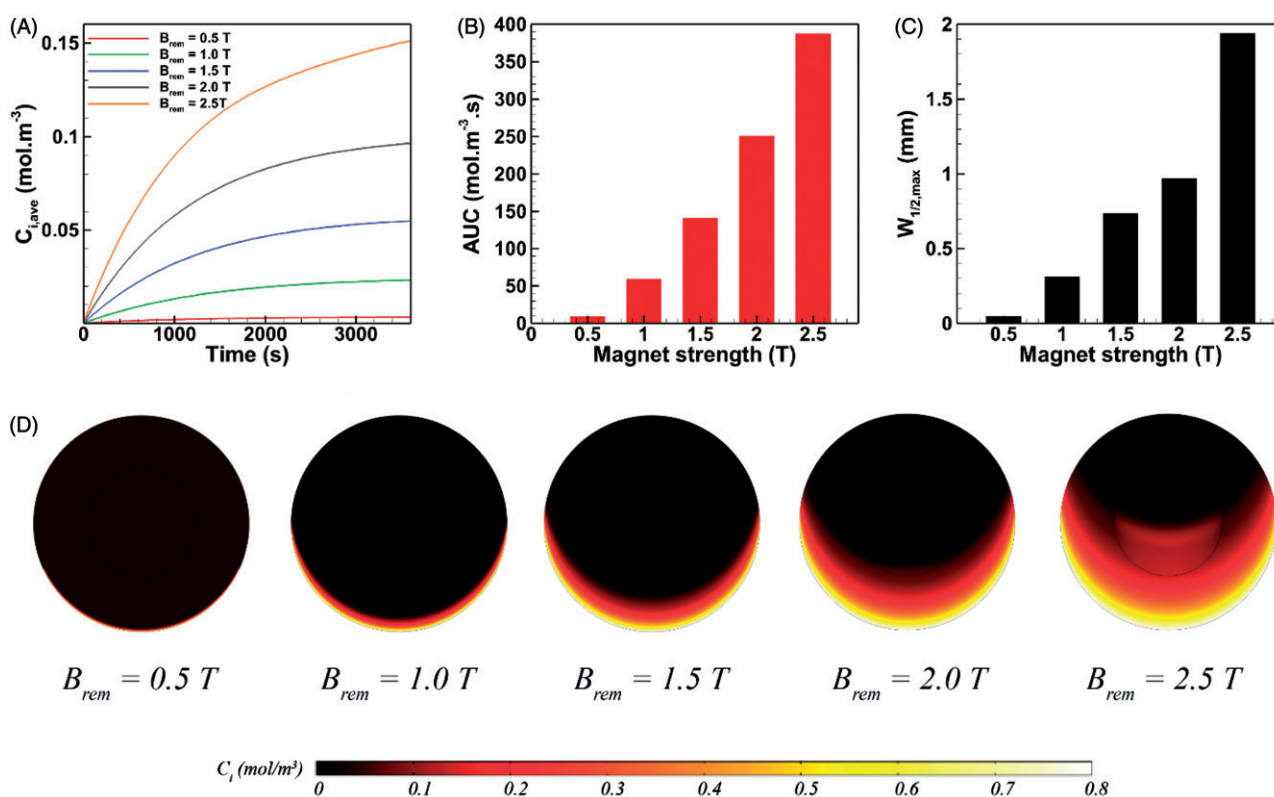 (A)
0.15
0.1
0.05
C_i,ave (mol.m⁻³)
B_rem = 0.5 T
B_rem = 1.0 T
B_rem = 1.5 T
B_rem = 2.0 T
B_rem = 2.5T
0 1000 2000 3000
Time (s)
(B)
400
350
300
250
200
150
100
50
0
AUC (mol.m⁻³.s)
0 0.5 1 1.5 2 2.5
Magnet strength (T)
(C)
2
1.5
1
0.5
0
W_1/2,max (mm)
0.5 1 1.5 2 2.5
Magnet strength (T)
(D)
B_rem = 0.5 T B_rem = 1.0 T B_rem = 1.5 T B_rem = 2.0 T B_rem = 2.5 T
C_i (mol/m³)
0 0.1 0.2 0.3 0.4 0.5 0.6 0.7 0.8